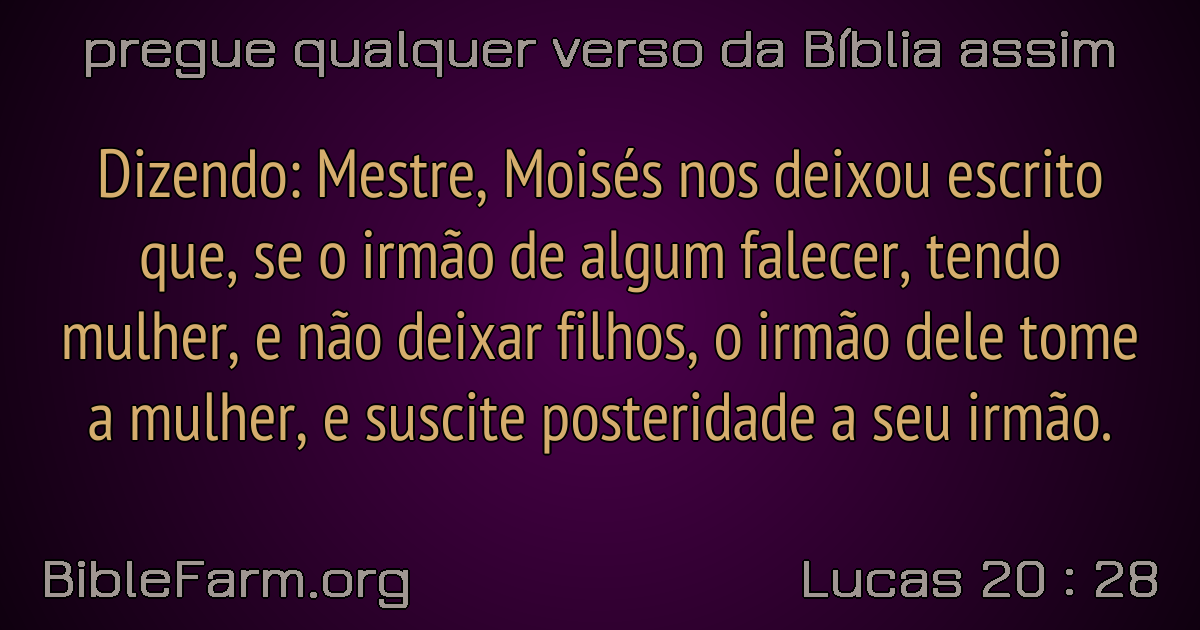 pregue qualquer verso da Bíblia assim
Dizendo: Mestre, Moisés nos deixou escrito
que, se o irmão de algum falecer, tendo
mulher, e não deixar filhos, o irmão dele tome
a mulher, e suscite posteridade a seu irmão.
BibleFarm.org
Lucas 20 : 28